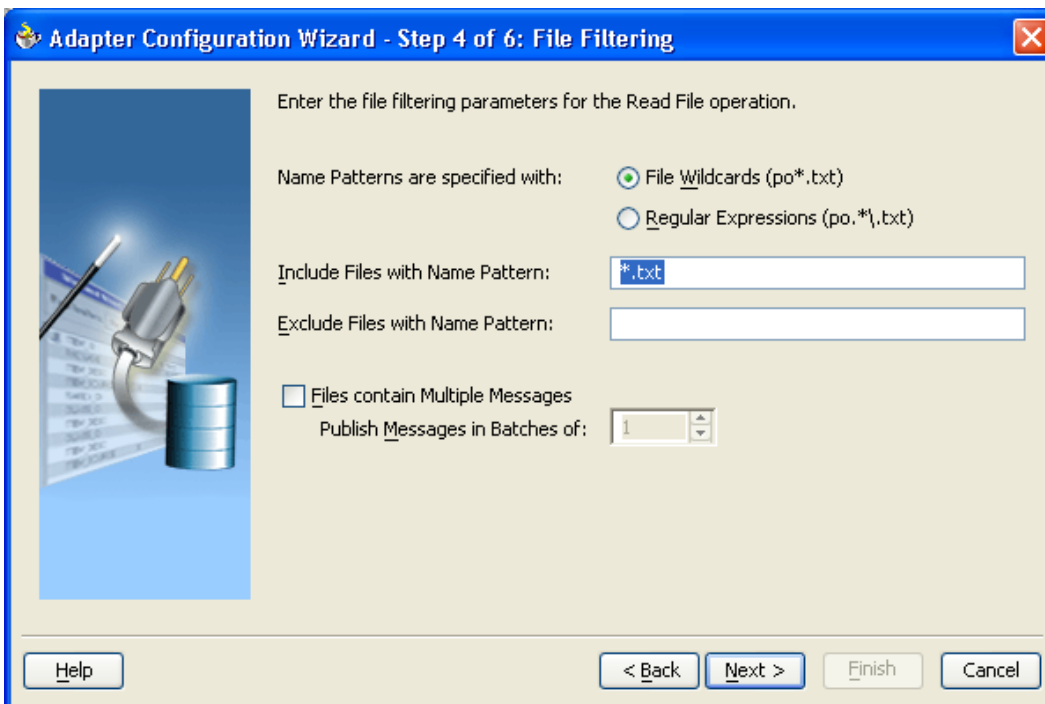 Adapter Configuration Wizard - Step 4 of 6: File Filtering
Enter the file filtering parameters for the Read File operation.
Name Patterns are specified with:
File Wildcards (po*.txt)
Regular Expressions (po.*\.txt)
Include Files with Name Pattern:
*.txt
Exclude Files with Name Pattern:
Files contain Multiple Messages
Publish Messages in Batches of:
1
Help
< Back
Next >
Finish
Cancel